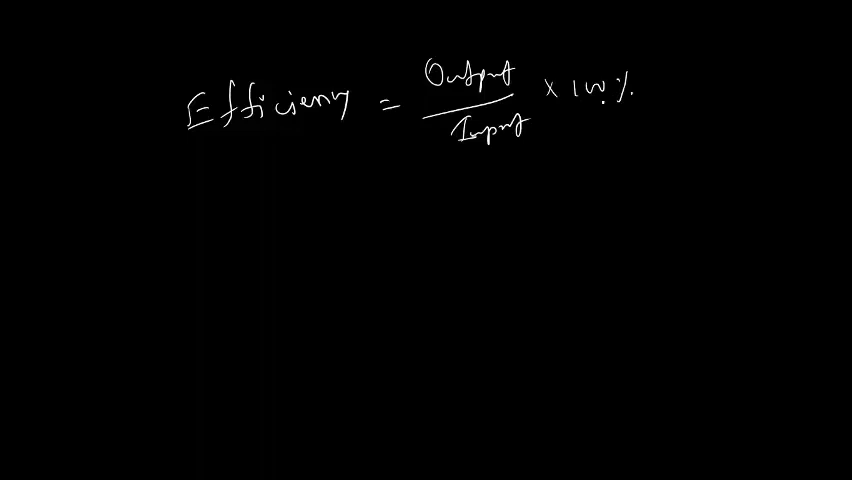 Efficiency = Output / Input × 100%